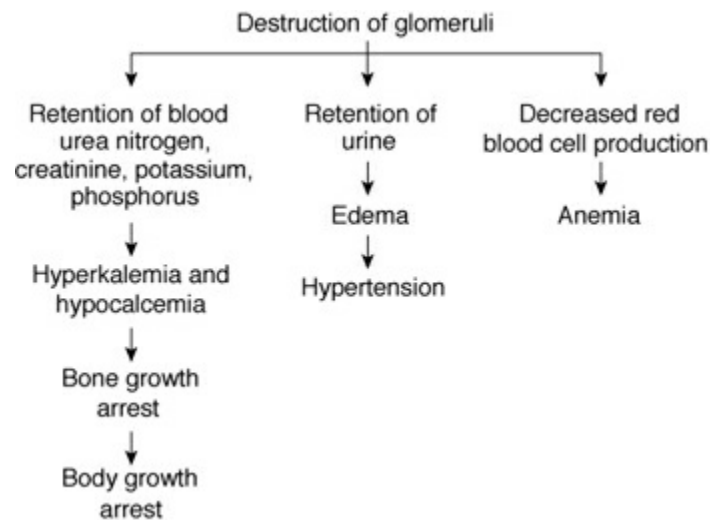 Destruction of glomeruli
Retention of blood
urea nitrogen,
creatinine, potassium,
phosphorus
Hyperkalemia and
hypocalcemia
Bone growth
arrest
Body growth
arrest
Retention of
urine
Edema
Hypertension
Decreased red
blood cell production
Anemia